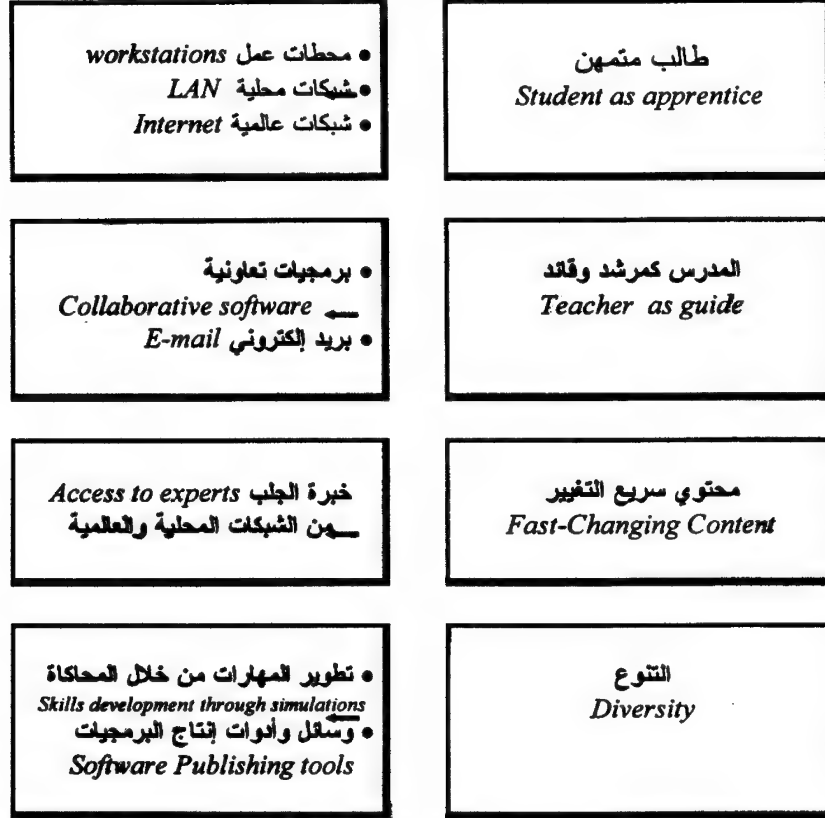 طالب متمهن
Student as apprentice
• محطات عمل workstations
• شبكات محلية LAN
• شبكات عالمية Internet
المدرس كمرشد وقائد
Teacher as guide
• برمجيات تعاونية
Collaborative software
• بريد إلكتروني E-mail
محتوي سريع التغيير
Fast-Changing Content
خبرة الجلب Access to experts
من الشبكات المحلية والعالمية
التنوع
Diversity
• تطوير المهارات من خلال المحاكاة
Skills development through simulations
• وسائل وأدوات إنتاج البرمجيات
Software Publishing tools